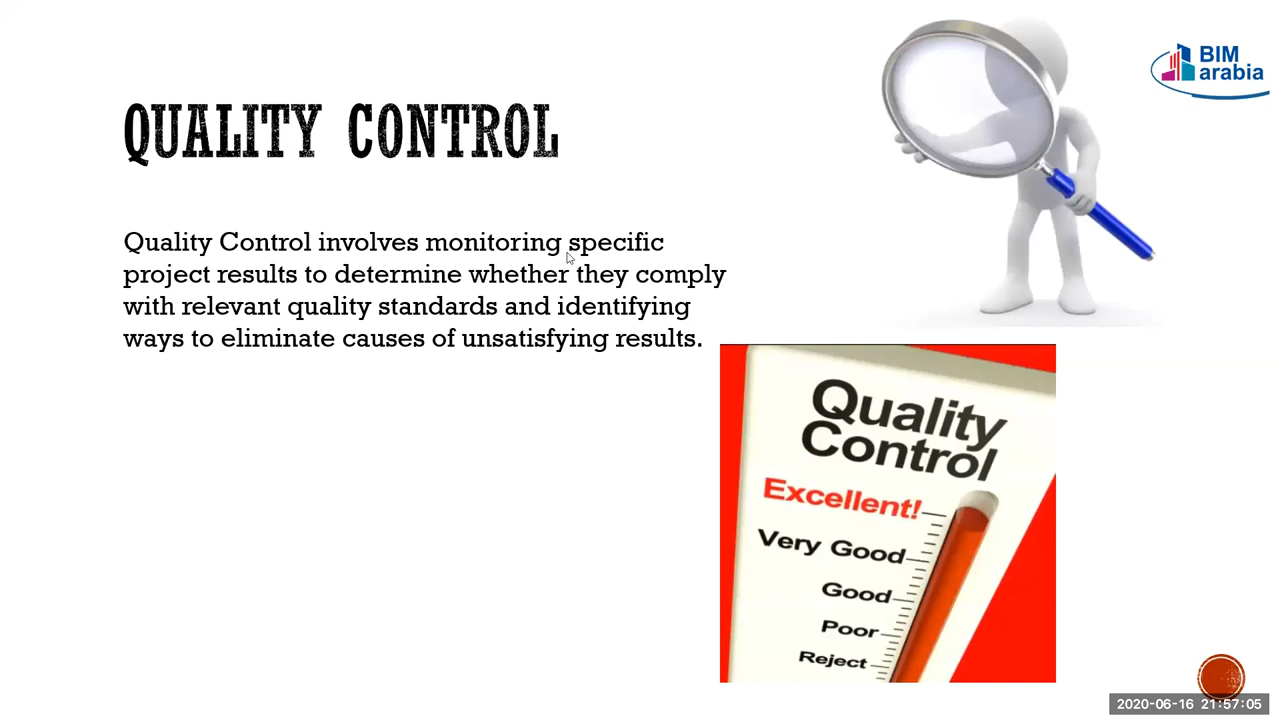 BIM
arabia
QUALITY CONTROL
Quality Control involves monitoring specific
project results to determine whether they comply
with relevant quality standards and identifying
ways to eliminate causes of unsatisfying results.
Quality
Control
Excellent!
Very Good
Good
Poor
Reject
2020-06-16 21:57:05